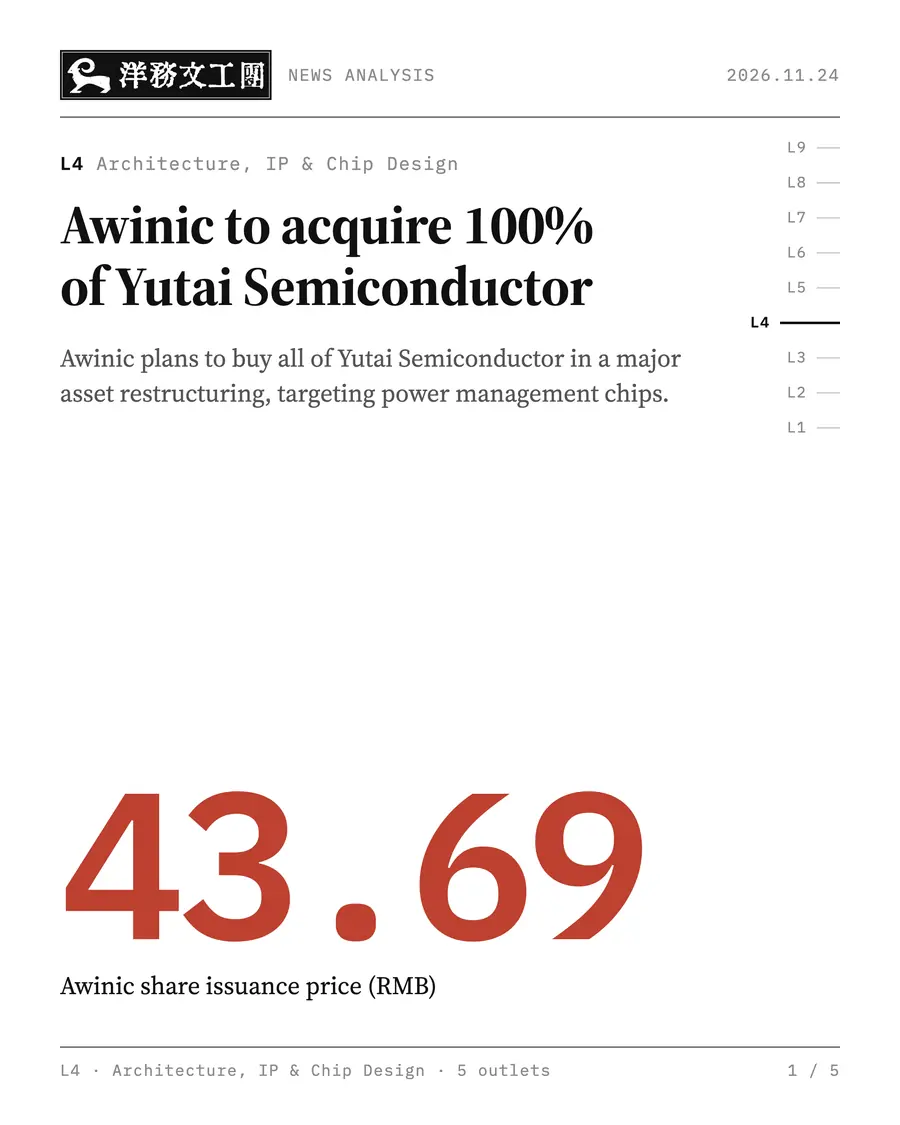 洋務文工團
NEWS ANALYSIS
2026.11.24
L4 Architecture, IP & Chip Design
Awinic to acquire 100%
of Yutai Semiconductor
Awinic plans to buy all of Yutai Semiconductor in a major
asset restructuring, targeting power management chips.
L9
L8
L7
L6
L5
L4
L3
L2
L1
43.69
Awinic share issuance price (RMB)
L4 · Architecture, IP & Chip Design · 5 outlets
1 / 5